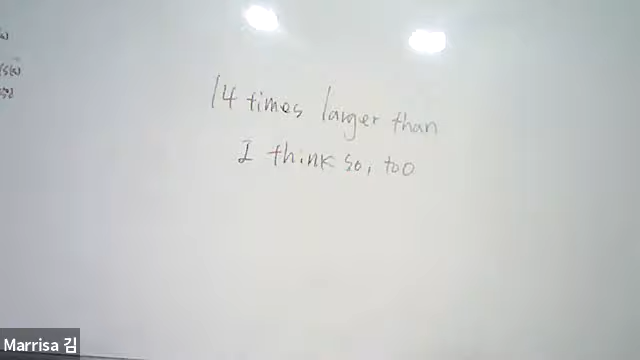 14 times larger than
I think so, too
Marrisa 김